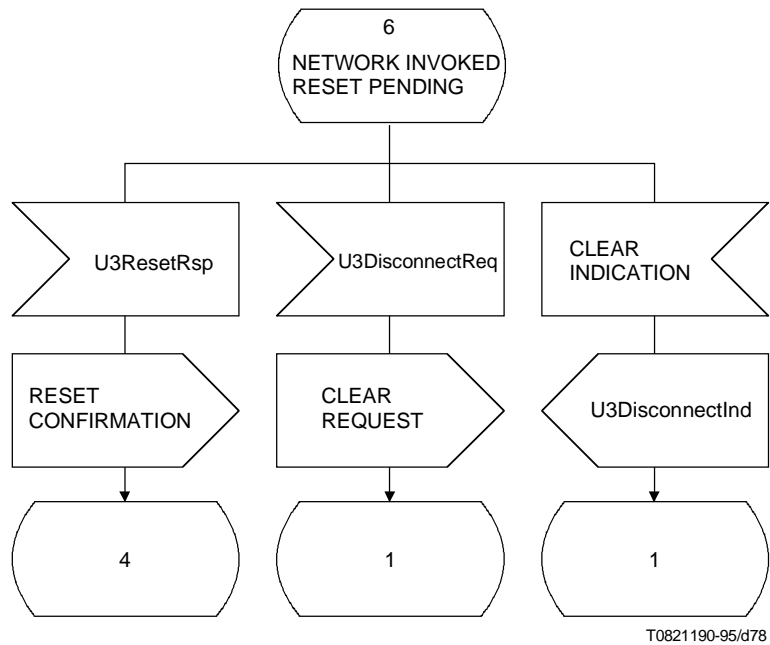 6
NETWORK INVOKED
RESET PENDING
U3ResetRsp
U3DisconnectReq
CLEAR
INDICATION
RESET
CONFIRMATION
CLEAR
REQUEST
U3DisconnectInd
4
1
1
T0821190-95/d78